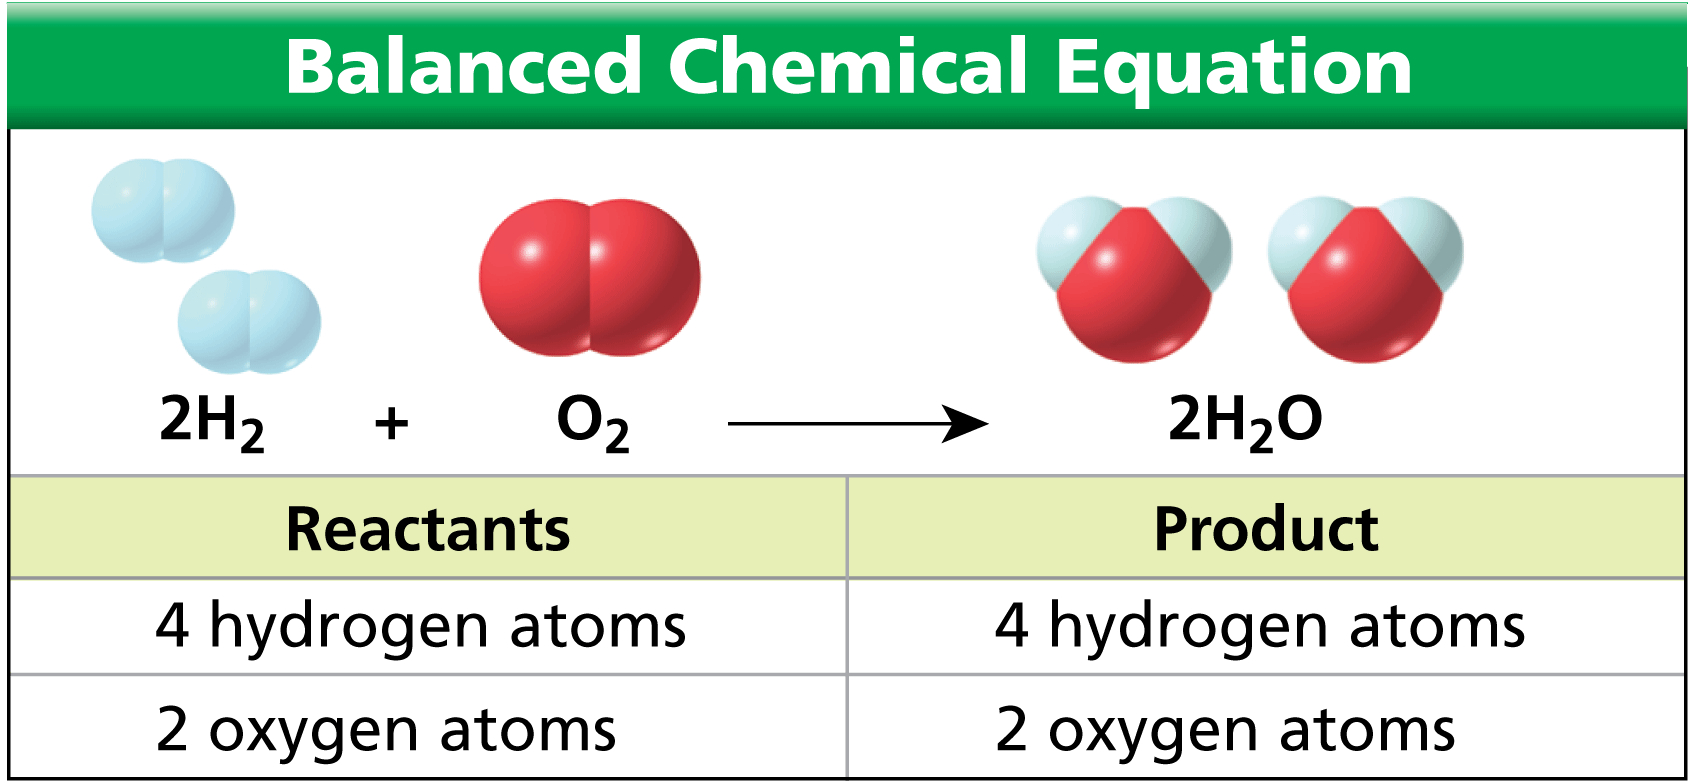 Balanced Chemical Equation
2H₂ + O₂ ⟶ 2H₂O
Reactants Product
4 hydrogen atoms 4 hydrogen atoms
2 oxygen atoms 2 oxygen atoms